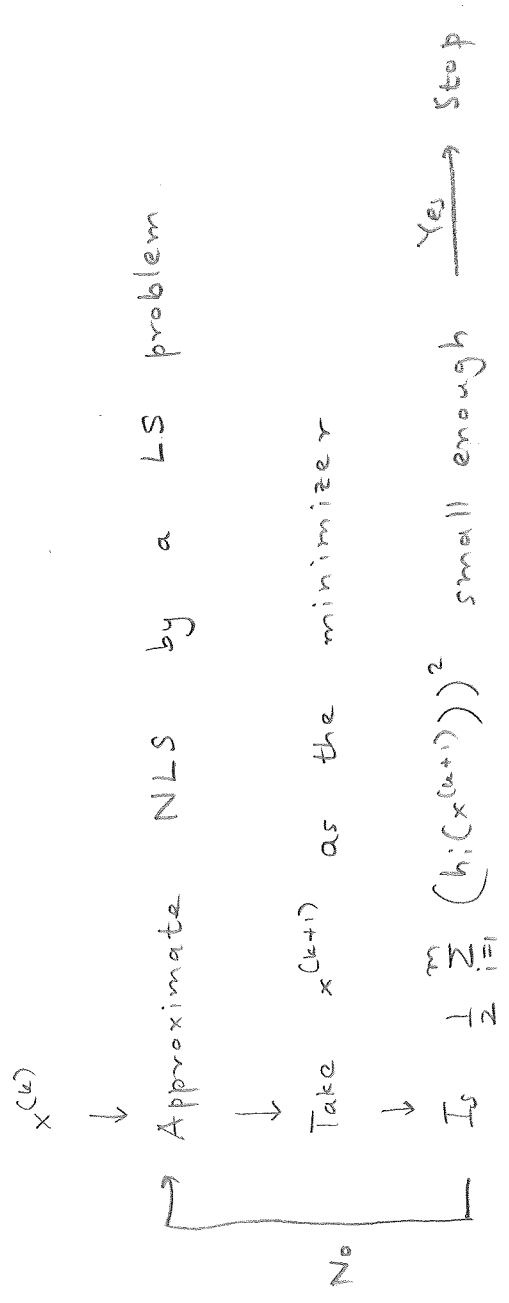 x^(k)
↓
Approximate NLS by a LS problem
↓
Take x^(k+1) as the minimizer
↓
Is 1/2 Σ_{i=1}^{m} (h_i(x^(k+1)))^2 small enough Yes → Stop
No